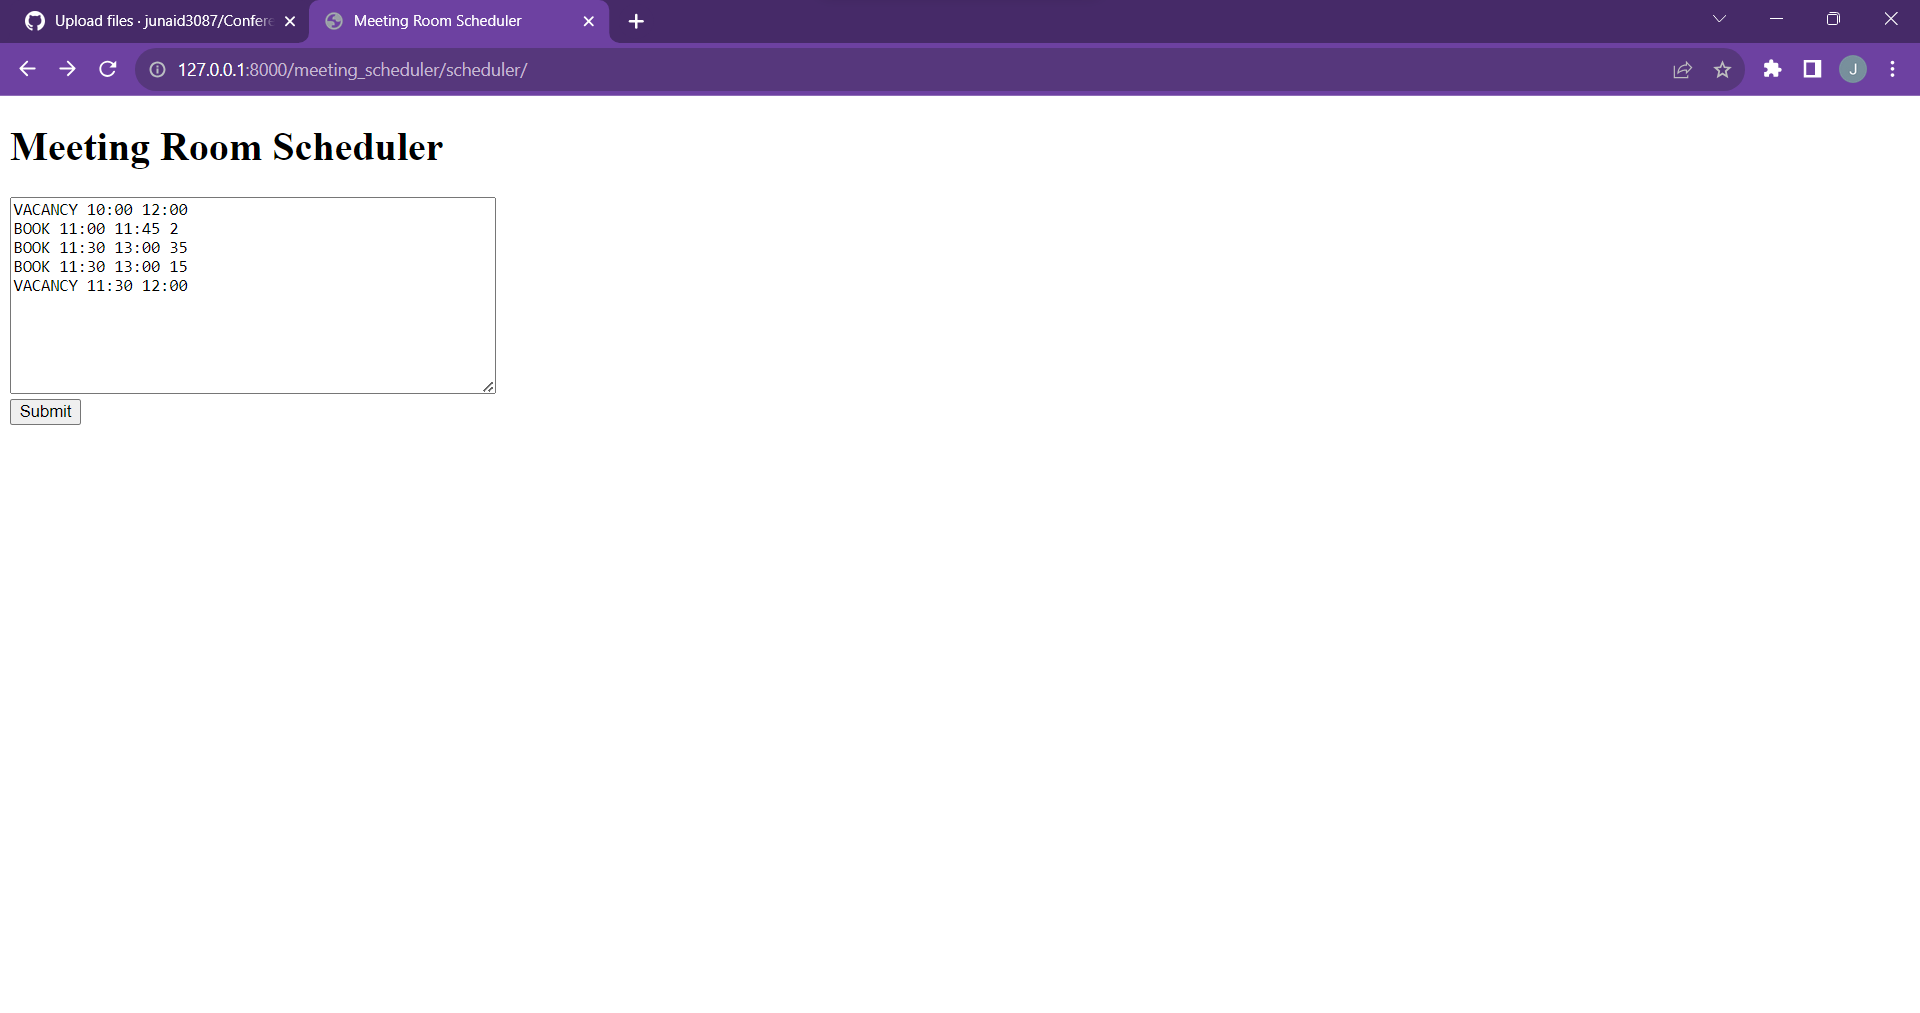 Upload files · junaid3087/Confere
Meeting Room Scheduler
127.0.0.1:8000/meeting_scheduler/scheduler/
J
Meeting Room Scheduler
VACANCY 10:00 12:00
BOOK 11:00 11:45 2
BOOK 11:30 13:00 35
BOOK 11:30 13:00 15
VACANCY 11:30 12:00
Submit